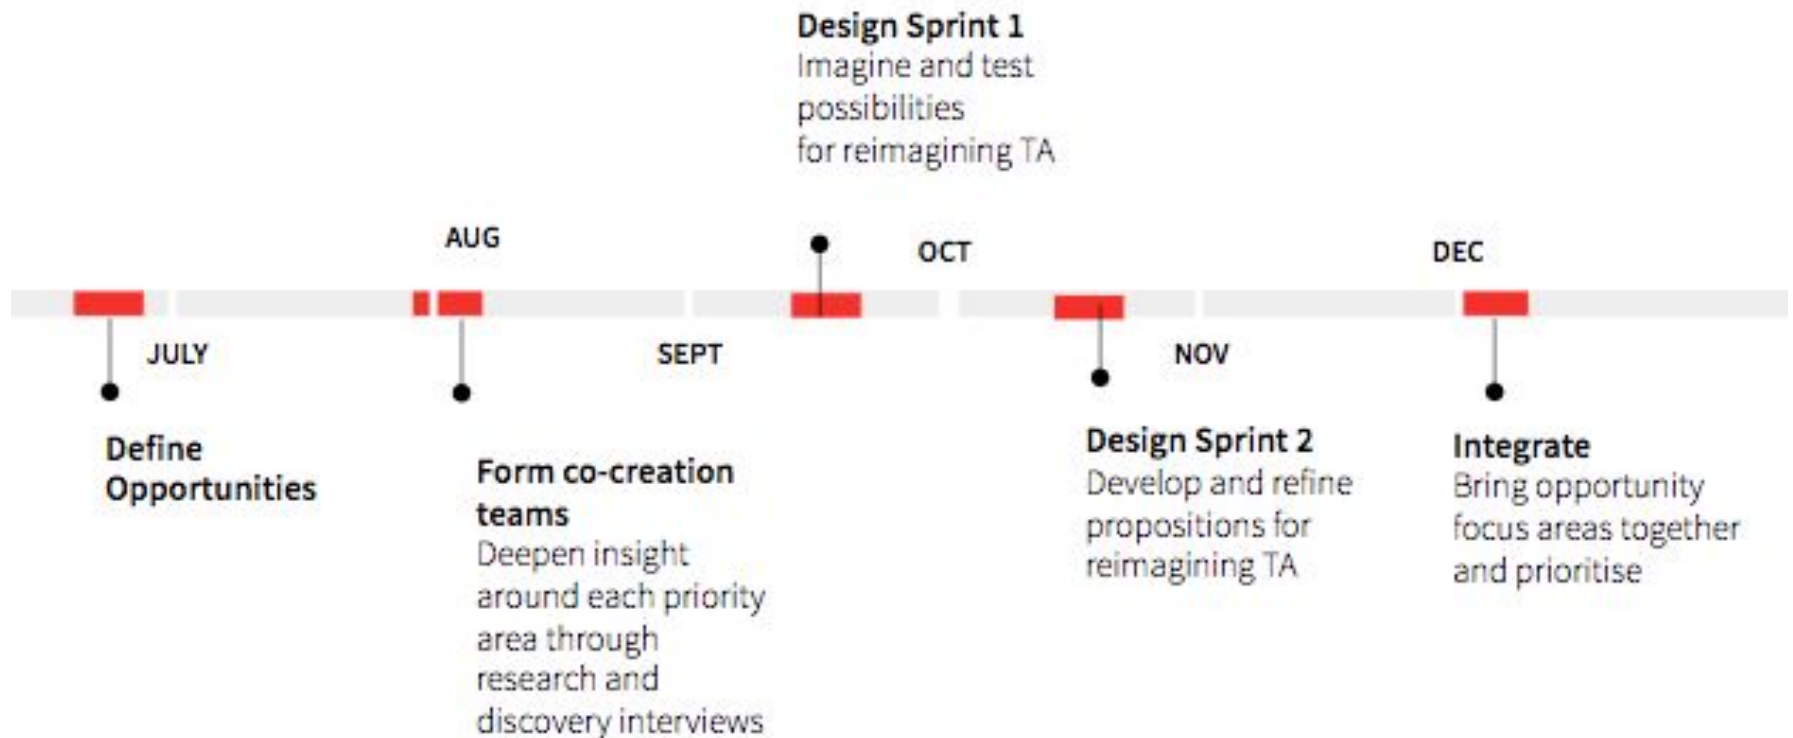 Design Sprint 1
Imagine and test
possibilities
for reimagining TA
AUG
OCT
DEC
JULY
SEPT
NOV
Define
Opportunities
Form co-creation
teams
Deepen insight
around each priority
area through
research and
discovery interviews
Design Sprint 2
Develop and refine
propositions for
reimagining TA
Integrate
Bring opportunity
focus areas together
and prioritise